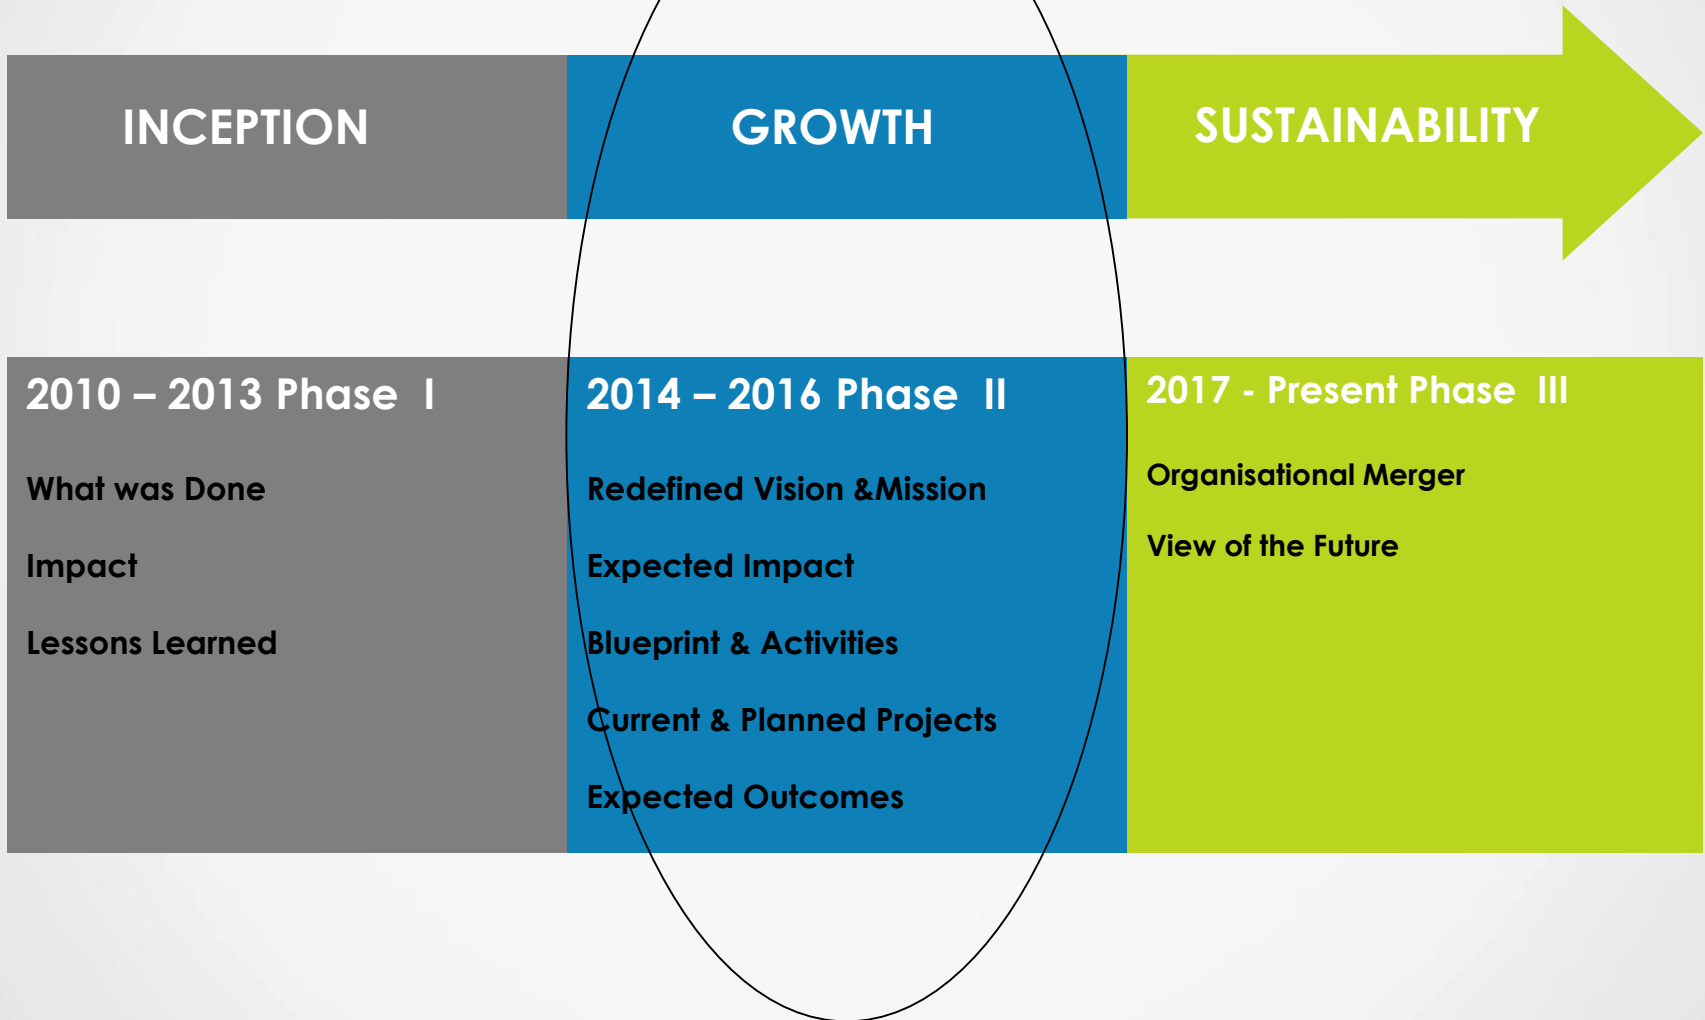 INCEPTION
GROWTH
SUSTAINABILITY
2010 – 2013 Phase I
What was Done
Impact
Lessons Learned
2014 – 2016 Phase II
Redefined Vision &Mission
Expected Impact
Blueprint & Activities
Current & Planned Projects
Expected Outcomes
2017 - Present Phase III
Organisational Merger
View of the Future